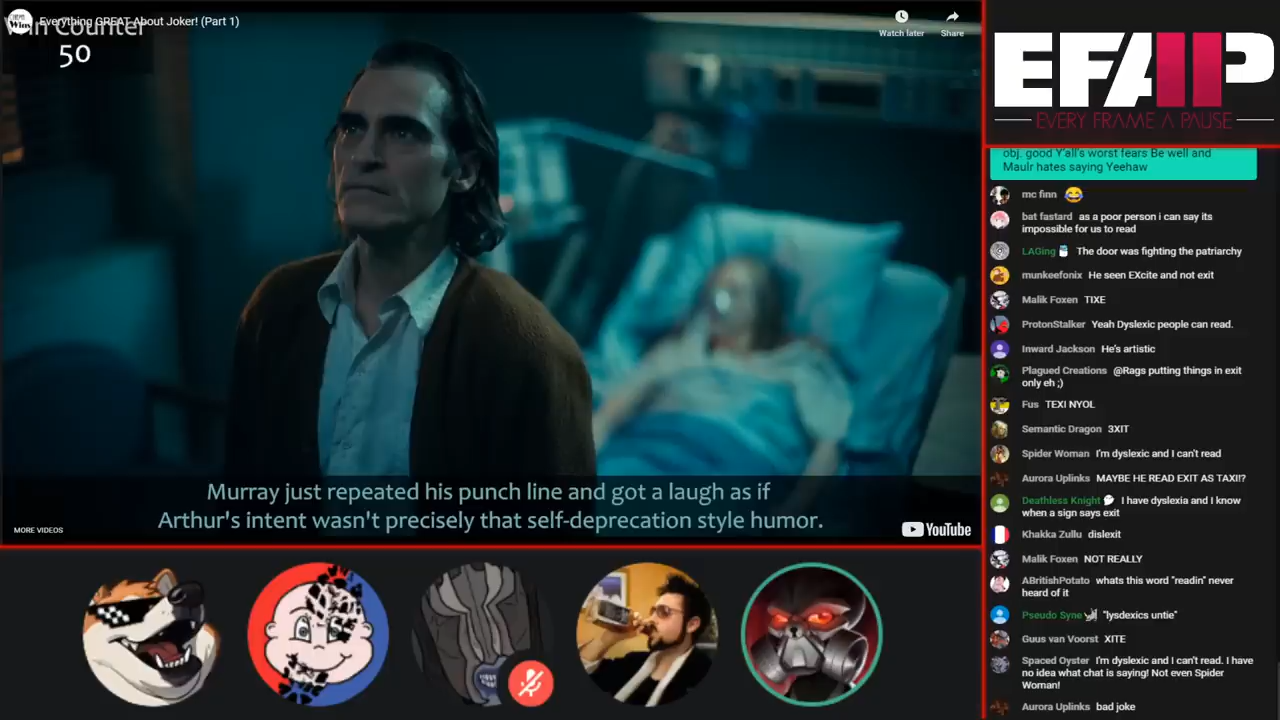 Everything GREAT About Joker! (Part 1)
Win Counter
50
Watch later
Share
Murray just repeated his punch line and got a laugh as if
Arthur's intent wasn't precisely that self-deprecation style humor.
MORE VIDEOS
YouTube
EFAP
EVERY FRAME A PAUSE
obj. good Y'all's worst fears Be well and
Maulr hates saying Yeehaw
mc finn 😂
bat fastard as a poor person i can say its
impossible for us to read
LAGing The door was fighting the patriarchy
munkeefonix He seen EXcite and not exit
Malik Foxen TIXE
ProtonStalker Yeah Dyslexic people can read.
Inward Jackson He's artistic
Plagued Creations @Rags putting things in exit
only eh ;)
Fus TEXI NYOL
Semantic Dragon 3XIT
Spider Woman I'm dyslexic and I can't read
Aurora Uplinks MAYBE HE READ EXIT AS TAXI!?
Deathless Knight I have dyslexia and I know
when a sign says exit
Khakka Zullu dislexit
Malik Foxen NOT REALLY
ABritishPotato whats this word "readin" never
heard of it
Pseudo Syne "lysdexics untie"
Guus van Voorst XITE
Spaced Oyster I'm dyslexic and I can't read. I have
no idea what chat is saying! Not even Spider
Woman!
Aurora Uplinks bad joke